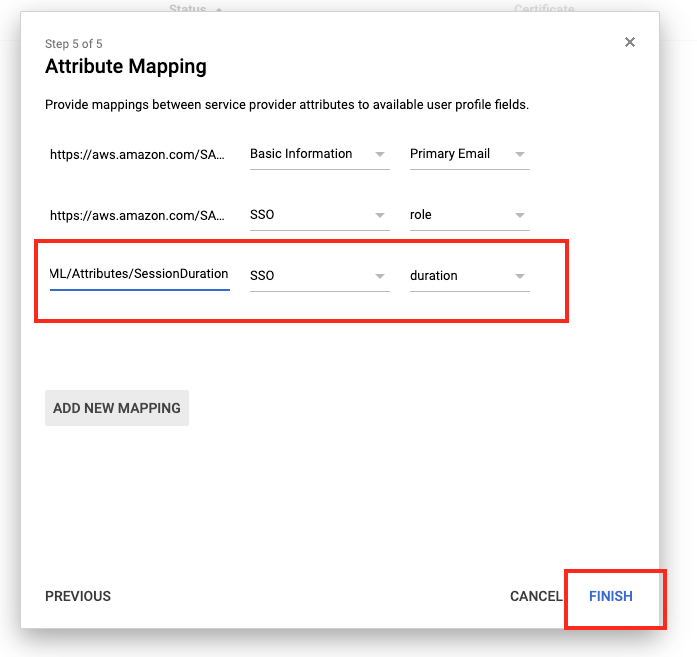 Status Certificate
Step 5 of 5
Attribute Mapping
Provide mappings between service provider attributes to available user profile fields.
https://aws.amazon.com/SA... Basic Information Primary Email
https://aws.amazon.com/SA... SSO role
ML/Attributes/SessionDuration SSO duration
ADD NEW MAPPING
PREVIOUS CANCEL FINISH